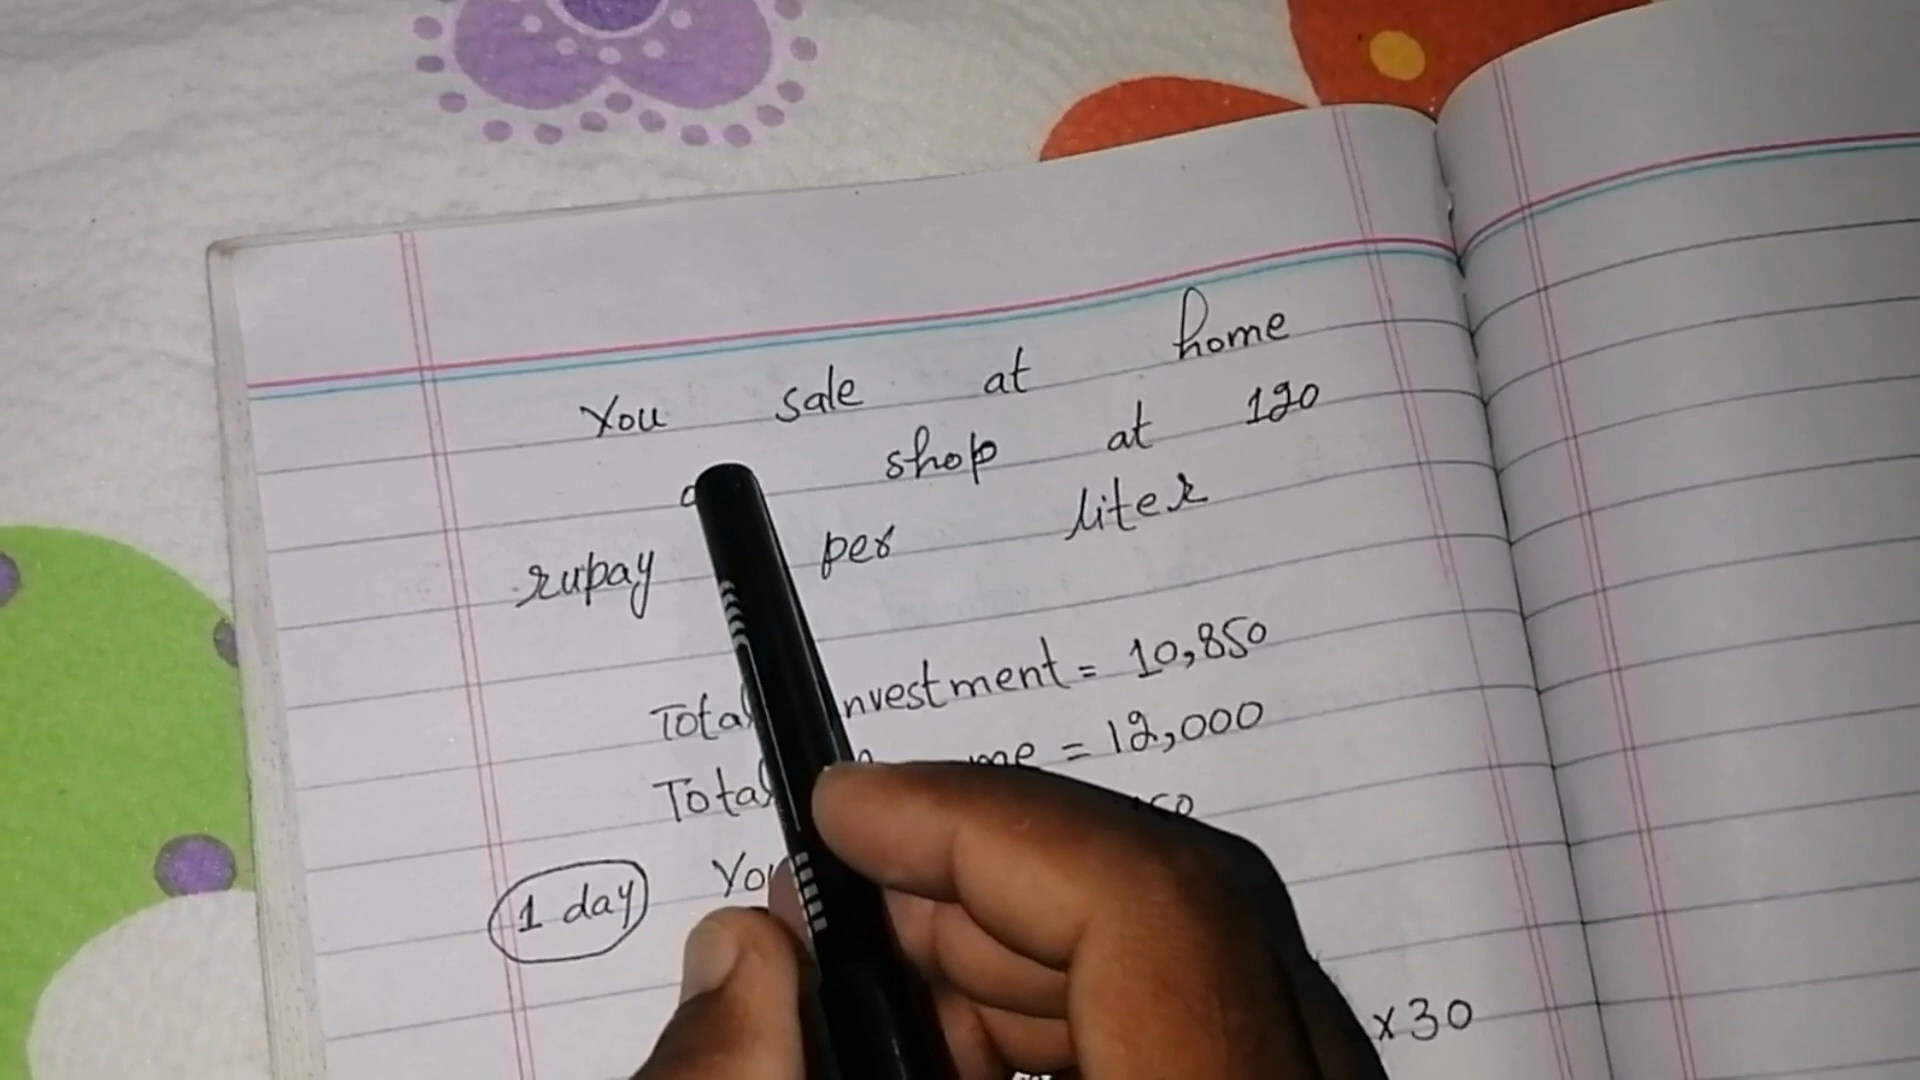 You sale at home
shop at 120
rupay per liter
Total nvestment = 10,850
Total me = 12,000
1 day
x30